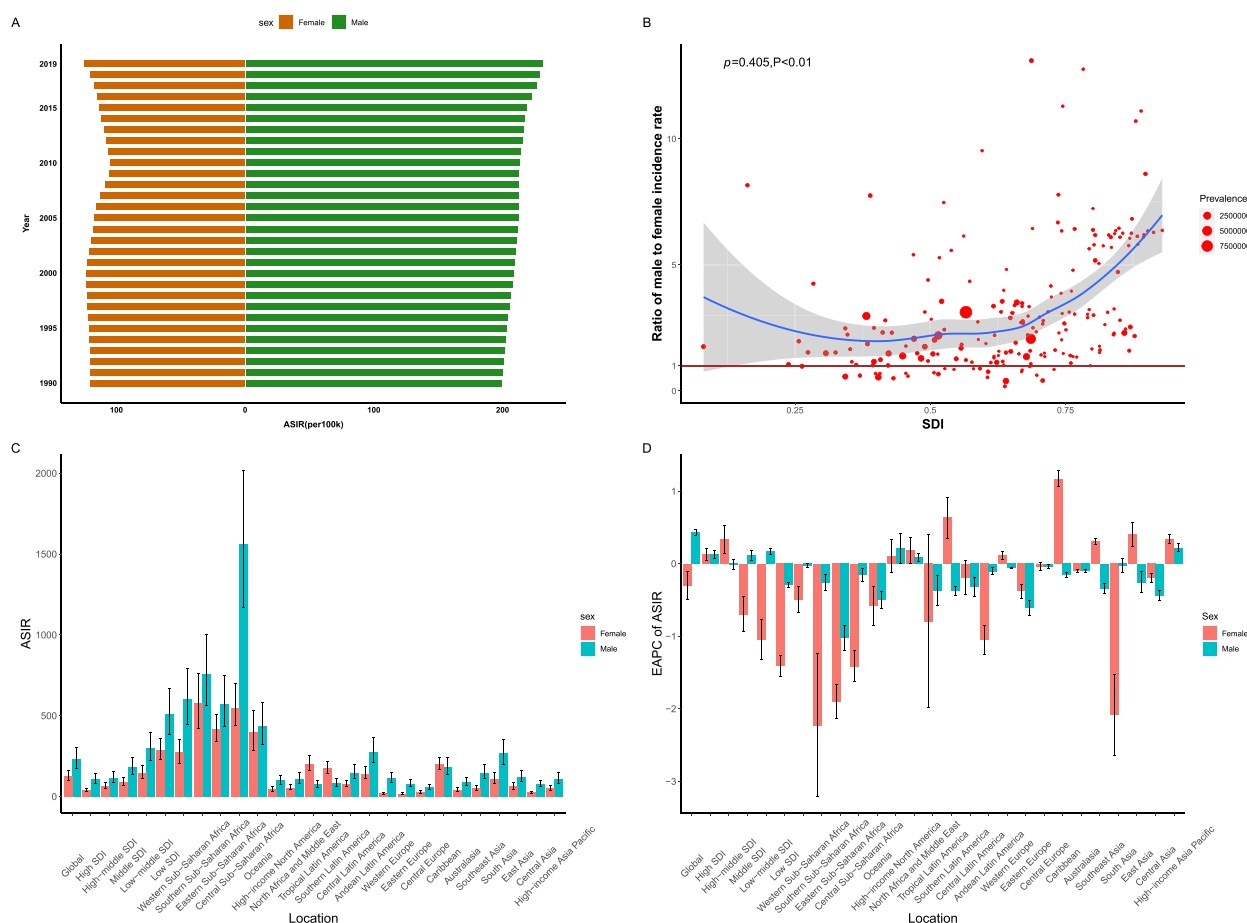 A
sex Female Male
2019
2015
2010
2005
2000
1995
1990
Year
100 0 100 200
ASIR(per100k)
B
p=0.405,P<0.01
10
5
1
0
Ratio of male to female incidence rate
0.25 0.5 0.75
SDI
Prevalence
2500000
5000000
7500000
C
2000
1500
1000
500
0
ASIR
sex
Female
Male
Global
High SDI
High−middle SDI
Middle SDI
Low−middle SDI
Low SDI
Western Sub−Saharan Africa
Southern Sub−Saharan Africa
Eastern Sub−Saharan Africa
Central Sub−Saharan Africa
Oceania
High−income North America
North Africa and Middle East
Tropical Latin America
Southern Latin America
Central Latin America
Andean Latin America
Western Europe
Eastern Europe
Central Europe
Caribbean
Australasia
Southeast Asia
South Asia
East Asia
Central Asia
High−income Asia Pacific
Location
D
1
0
−1
−2
−3
EAPC of ASIR
Sex
Female
Male
Global
High SDI
High−middle SDI
Middle SDI
Low−middle SDI
Low SDI
Western Sub−Saharan Africa
Southern Sub−Saharan Africa
Eastern Sub−Saharan Africa
Central Sub−Saharan Africa
Oceania
High−income North America
North Africa and Middle East
Tropical Latin America
Southern Latin America
Central Latin America
Andean Latin America
Western Europe
Eastern Europe
Central Europe
Caribbean
Australasia
Southeast Asia
South Asia
East Asia
Central Asia
High−income Asia Pacific
Location